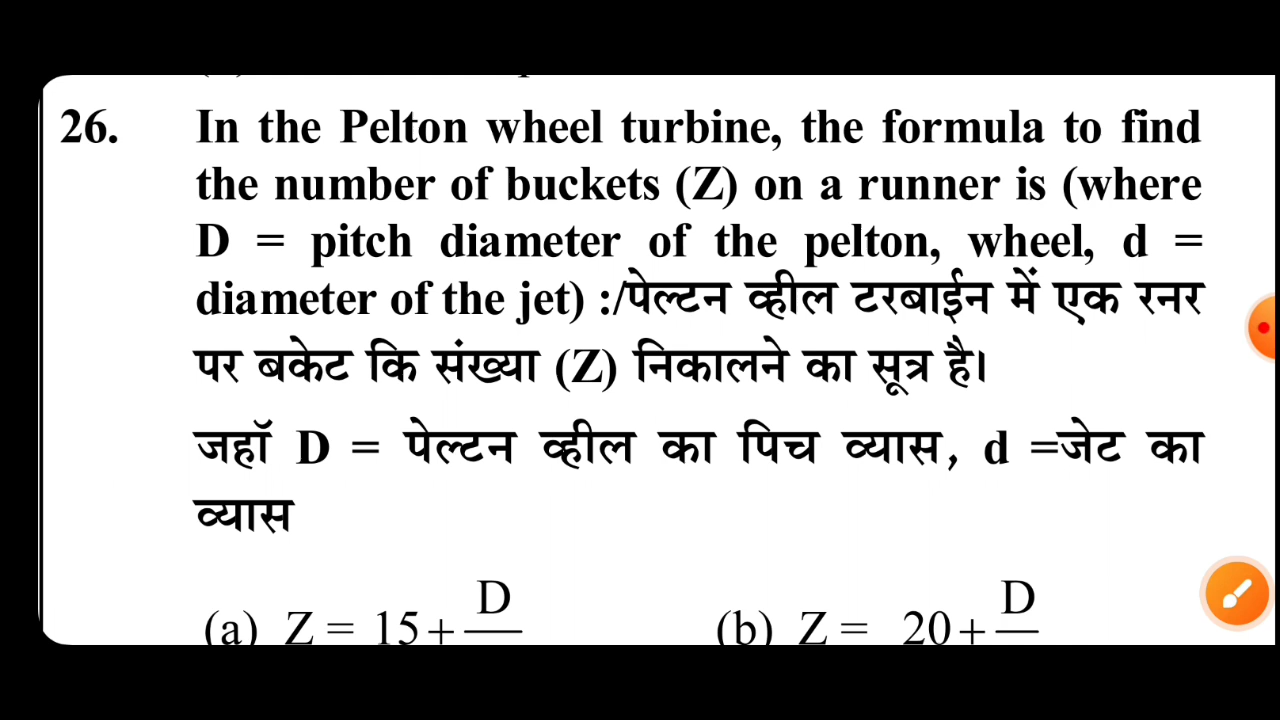 26. In the Pelton wheel turbine, the formula to find
the number of buckets (Z) on a runner is (where
D = pitch diameter of the pelton, wheel, d =
diameter of the jet) :/पेल्टन व्हील टरबाईन में एक रनर
पर बकेट कि संख्या (Z) निकालने का सूत्र है।
जहॉ D = पेल्टन व्हील का पिच व्यास, d =जेट का
व्यास
(a) Z = 15 + D (b) Z = 20 + D